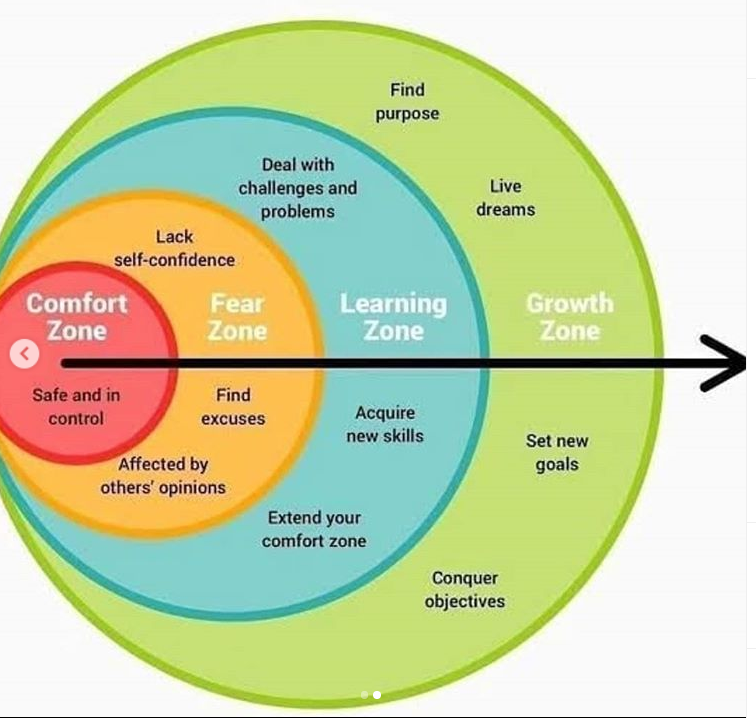 Find
purpose
Live
dreams
Deal with
challenges and
problems
Lack
self-confidence
Comfort
Zone
Fear
Zone
Learning
Zone
Growth
Zone
Safe and in
control
Find
excuses
Acquire
new skills
Set new
goals
Affected by
others' opinions
Extend your
comfort zone
Conquer
objectives